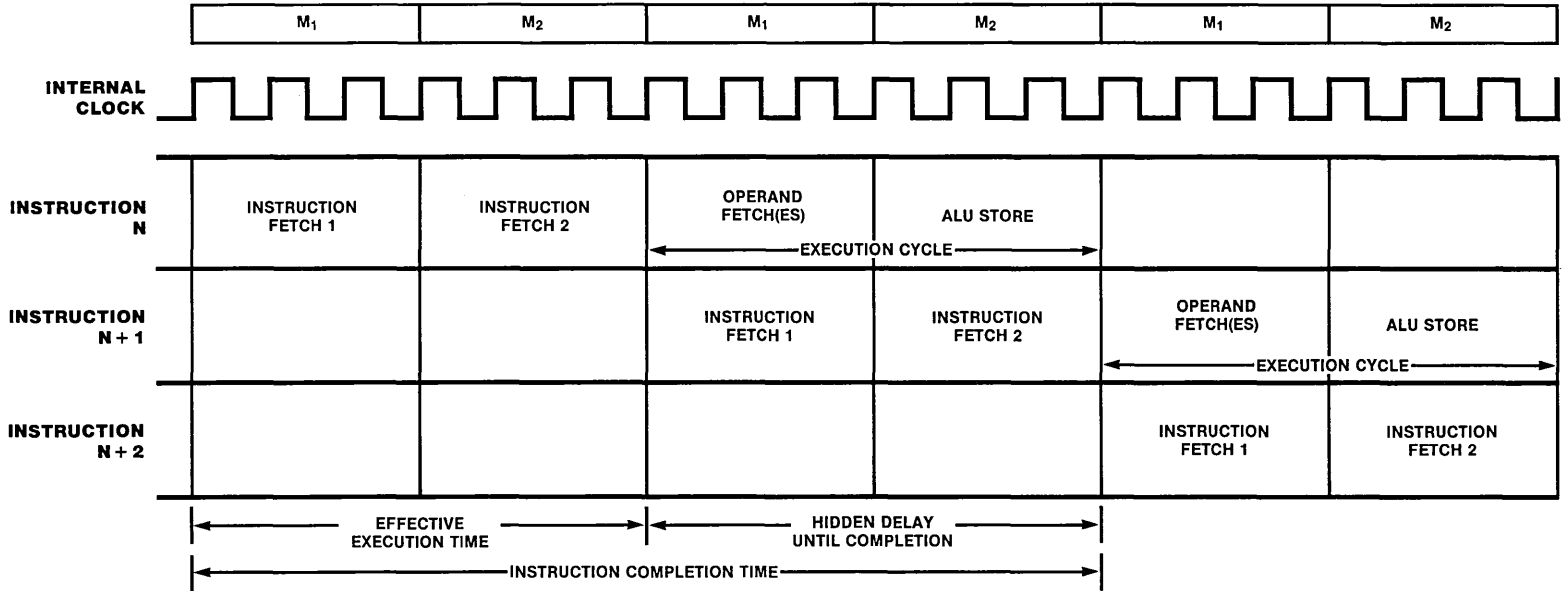 M₁ M₂ M₁ M₂ M₁ M₂
INTERNAL
CLOCK
INSTRUCTION
N
INSTRUCTION
FETCH 1
INSTRUCTION
FETCH 2
OPERAND
FETCH(ES)
ALU STORE
EXECUTION CYCLE
INSTRUCTION
N + 1
INSTRUCTION
FETCH 1
INSTRUCTION
FETCH 2
OPERAND
FETCH(ES)
ALU STORE
EXECUTION CYCLE
INSTRUCTION
N + 2
INSTRUCTION
FETCH 1
INSTRUCTION
FETCH 2
EFFECTIVE
EXECUTION TIME
HIDDEN DELAY
UNTIL COMPLETION
INSTRUCTION COMPLETION TIME